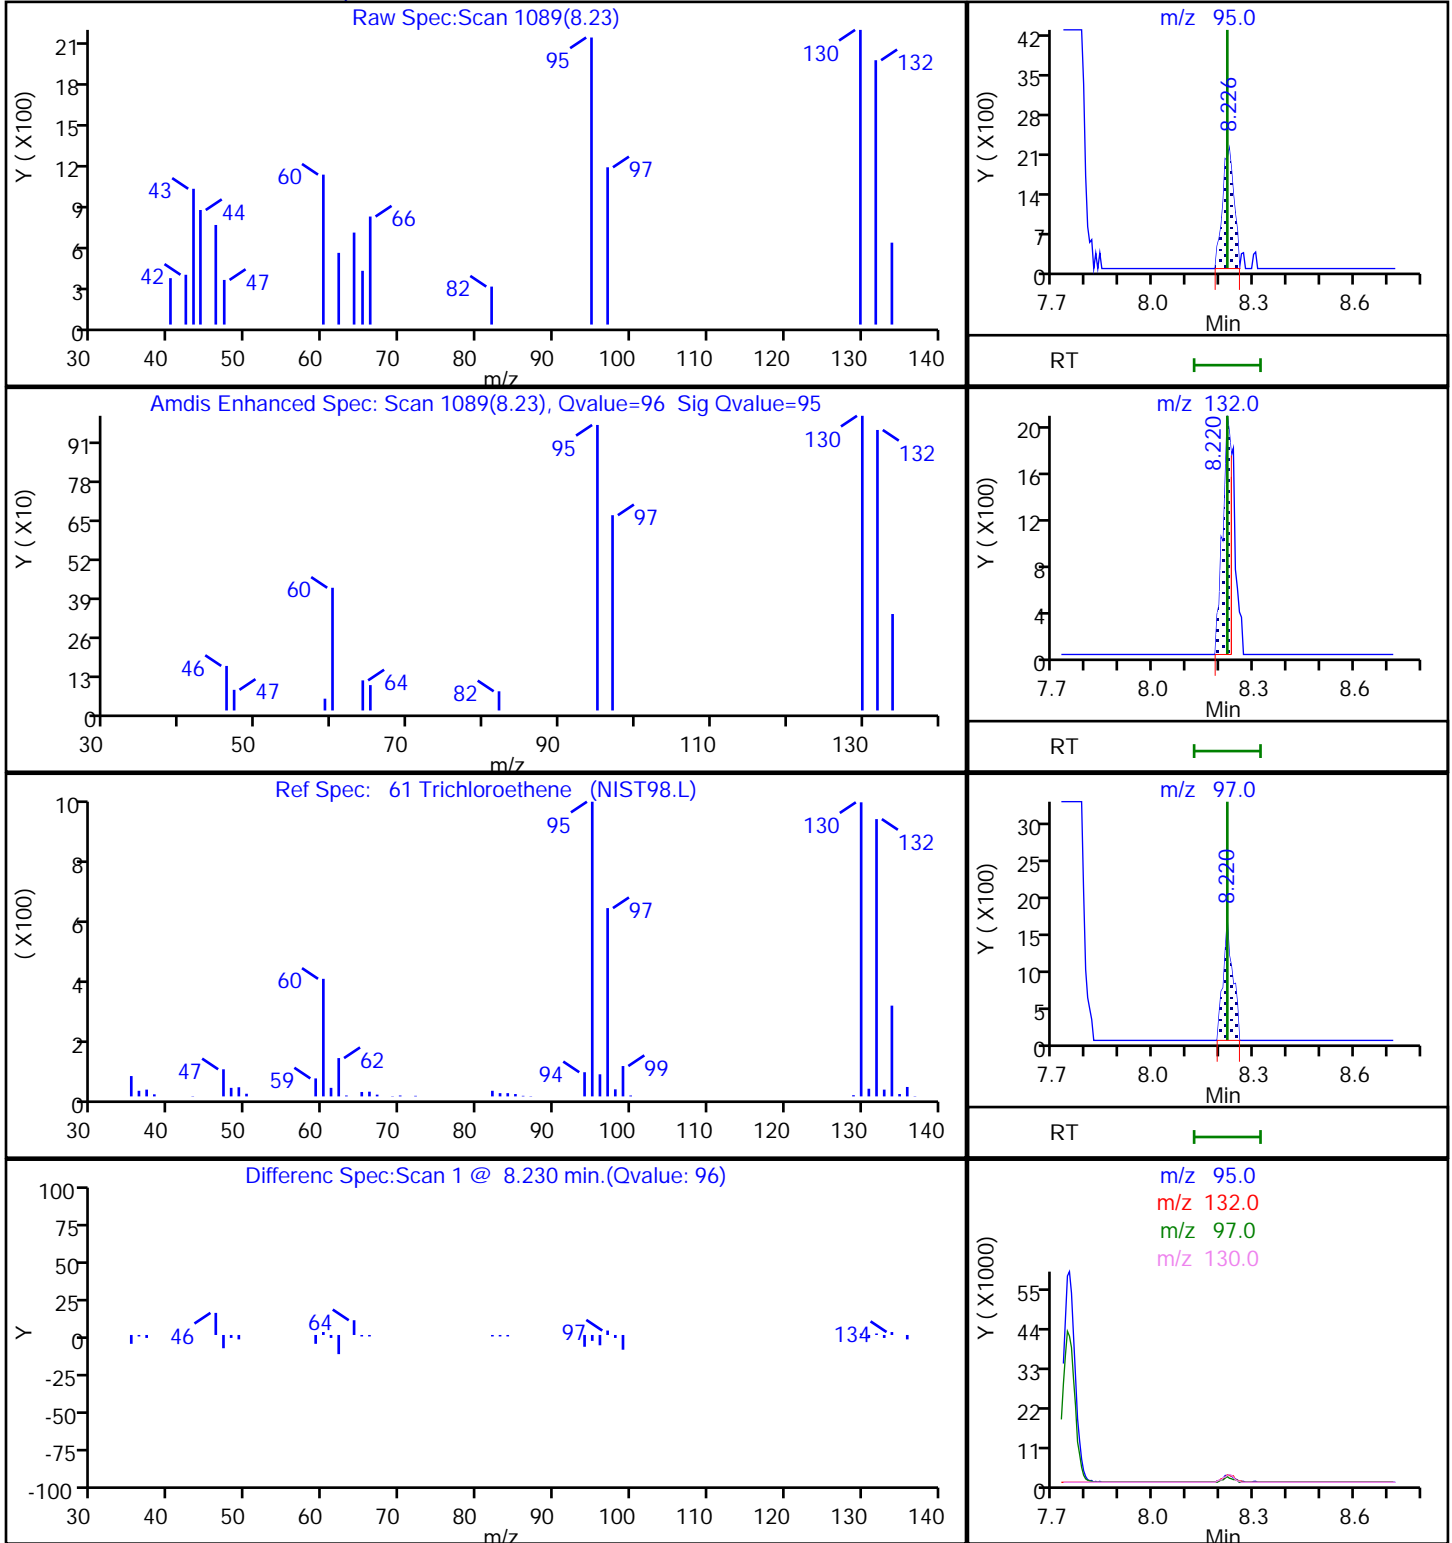 Raw Spec:Scan 1089(8.23)
Y ( X100)
21
18
15
12
9
6
3
0
95
130
132
97
60
43
44
66
42
47
82
30 40 50 60 70 80 90 100 110 120 130 140
m/z
m/z 95.0
Y ( X100)
42
35
28
21
14
7
0
8.226
7.7 8.0 8.3 8.6
Min
RT
Amdis Enhanced Spec: Scan 1089(8.23), Qvalue=96 Sig Qvalue=95
Y ( X10)
91
78
65
52
39
26
13
0
95
130
132
97
60
46
47
64
82
30 50 70 90 110 130
m/z
m/z 132.0
Y ( X100)
20
16
12
8
4
0
8.220
7.7 8.0 8.3 8.6
Min
RT
Ref Spec: 61 Trichloroethene (NIST98.L)
( X100)
10
8
6
4
2
0
95
130
132
97
60
47
59
62
94
99
30 40 50 60 70 80 90 100 110 120 130 140
m/z 97.0
Y ( X100)
30
25
20
15
10
5
0
8.220
7.7 8.0 8.3 8.6
Min
RT
Differenc Spec:Scan 1 @ 8.230 min.(Qvalue: 96)
Y
100
75
50
25
0
-25
-50
-75
-100
46
64
97
134
30 40 50 60 70 80 90 100 110 120 130 140
m/z
m/z 95.0
m/z 132.0
m/z 97.0
m/z 130.0
Y ( X1000)
55
44
33
22
11
0
7.7 8.0 8.3 8.6
Min